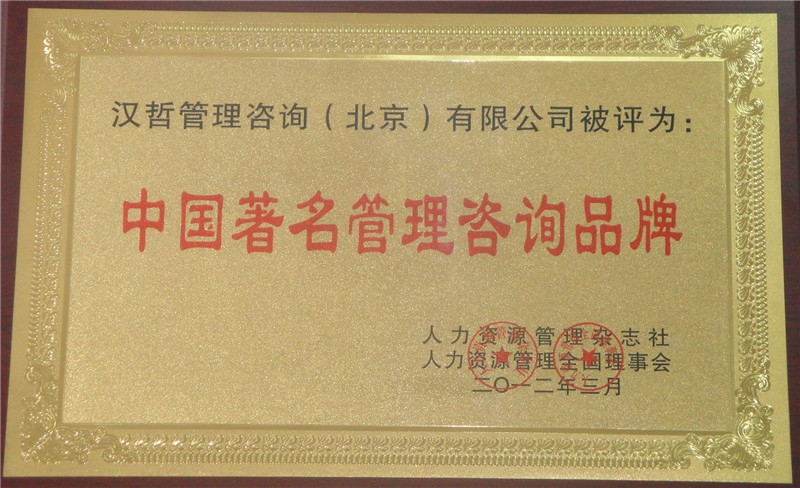 汉哲管理咨询（北京）有限公司被评为：
中国著名管理咨询品牌
人力资源管理杂志社
人力资源管理全国理事会
二〇一二年三月